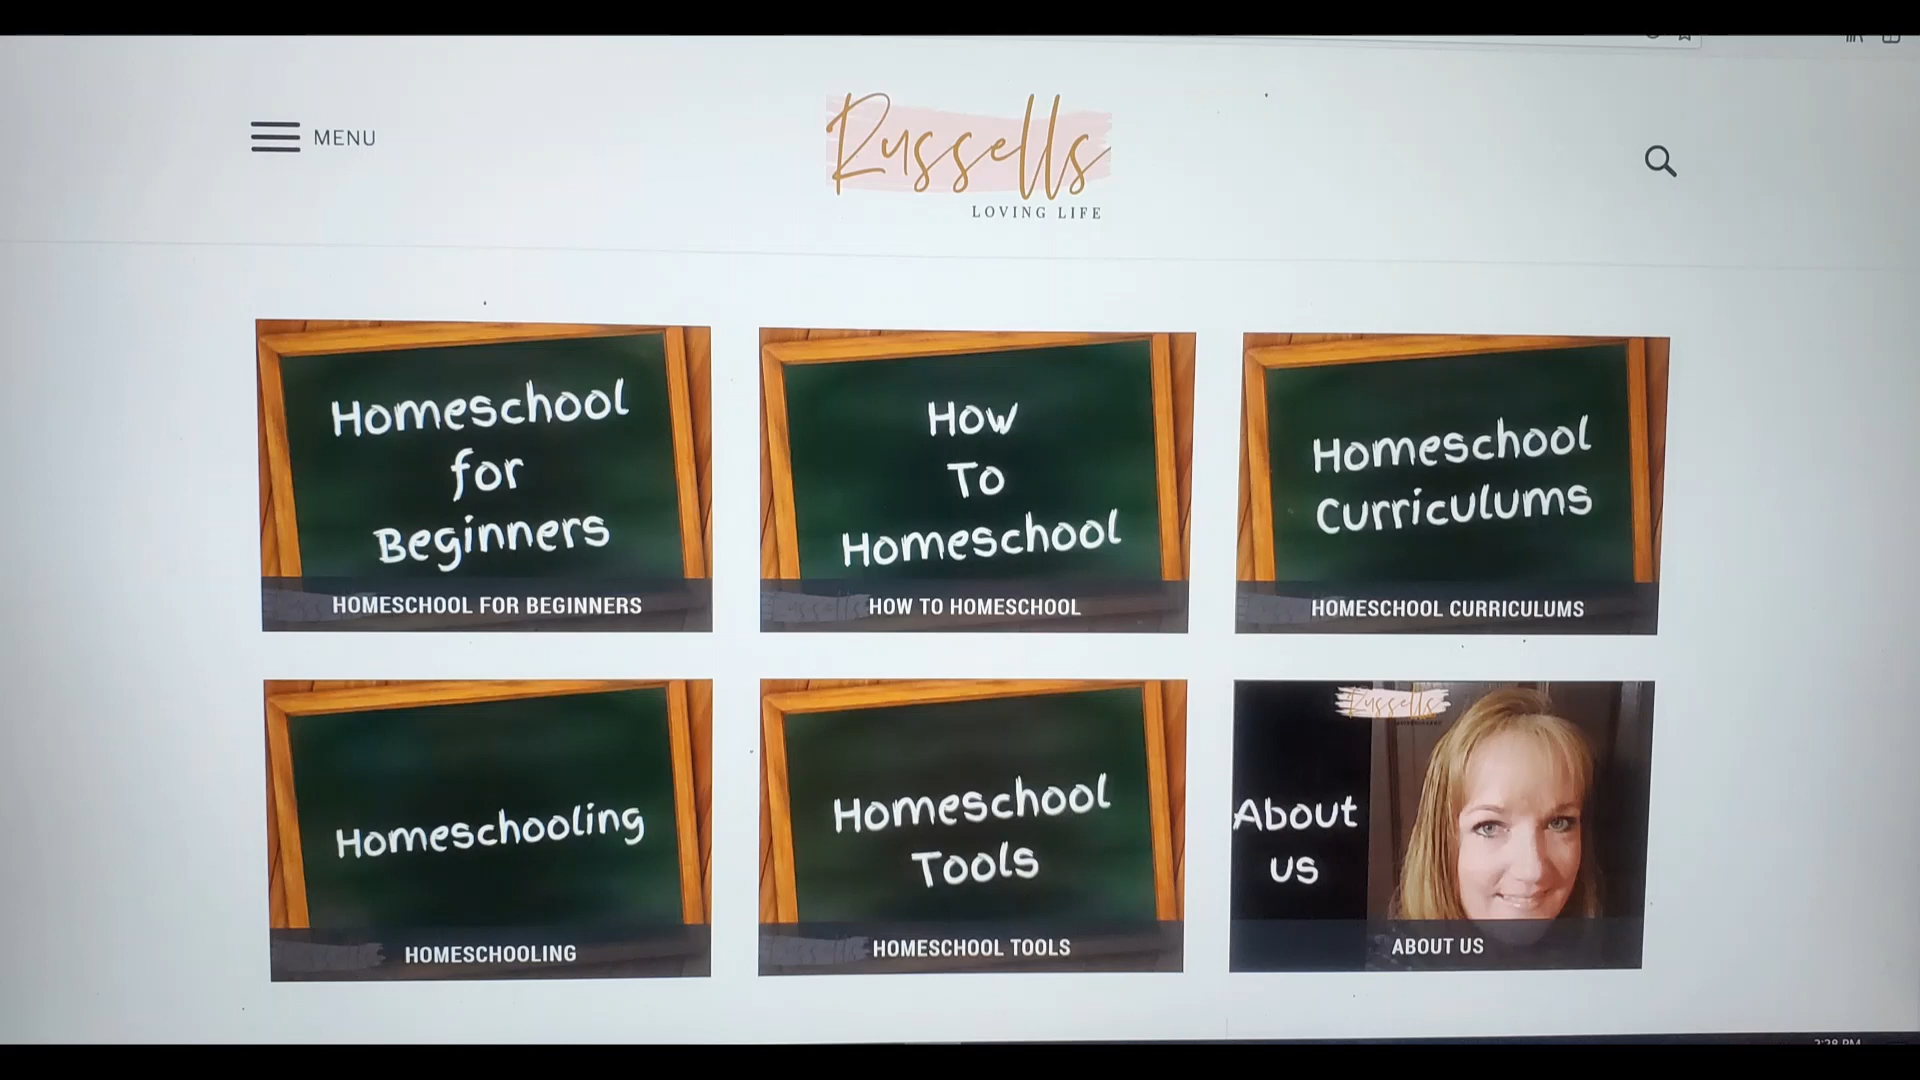 MENU
Russells
LOVING LIFE
Homeschool
for
Beginners
HOMESCHOOL FOR BEGINNERS
How
To
Homeschool
HOW TO HOMESCHOOL
Homeschool
Curriculums
HOMESCHOOL CURRICULUMS
Homeschooling
HOMESCHOOLING
Homeschool
Tools
HOMESCHOOL TOOLS
Russells
About
us
ABOUT US